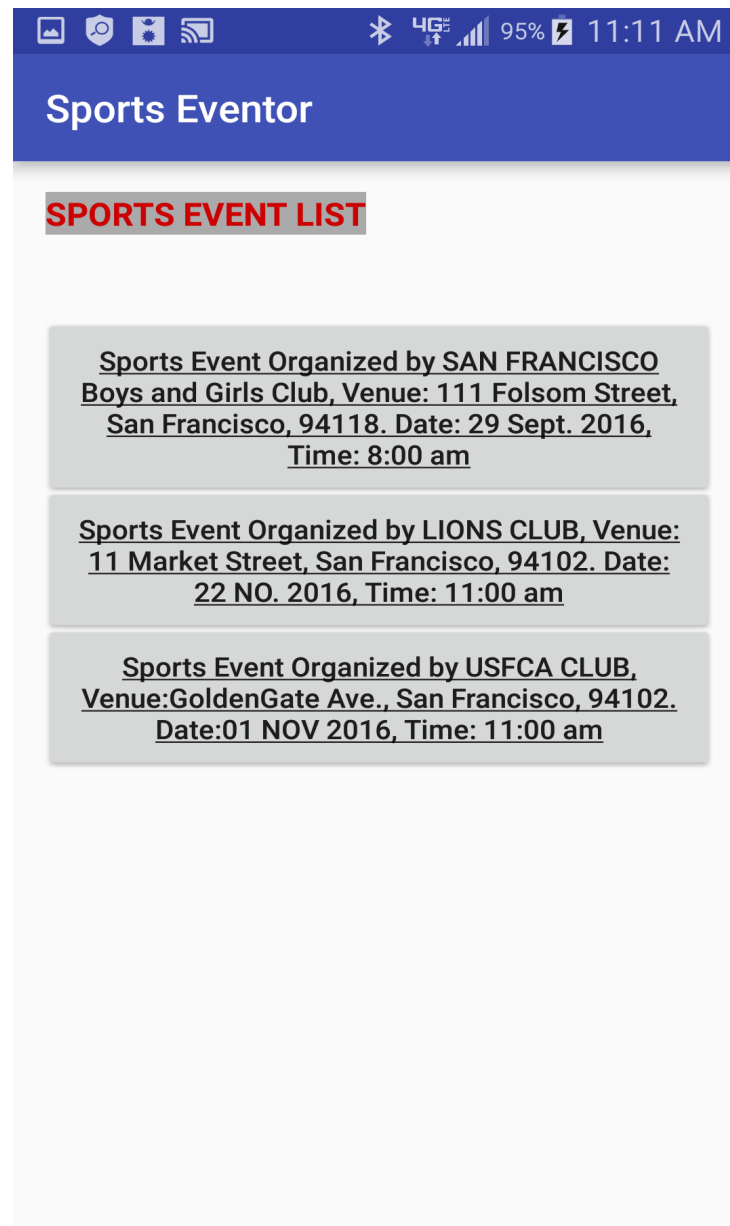 4G LTE 95% 11:11 AM
Sports Eventor
SPORTS EVENT LIST
Sports Event Organized by SAN FRANCISCO
Boys and Girls Club, Venue: 111 Folsom Street,
San Francisco, 94118. Date: 29 Sept. 2016,
Time: 8:00 am
Sports Event Organized by LIONS CLUB, Venue:
11 Market Street, San Francisco, 94102. Date:
22 NO. 2016, Time: 11:00 am
Sports Event Organized by USFCA CLUB,
Venue:GoldenGate Ave., San Francisco, 94102.
Date:01 NOV 2016, Time: 11:00 am